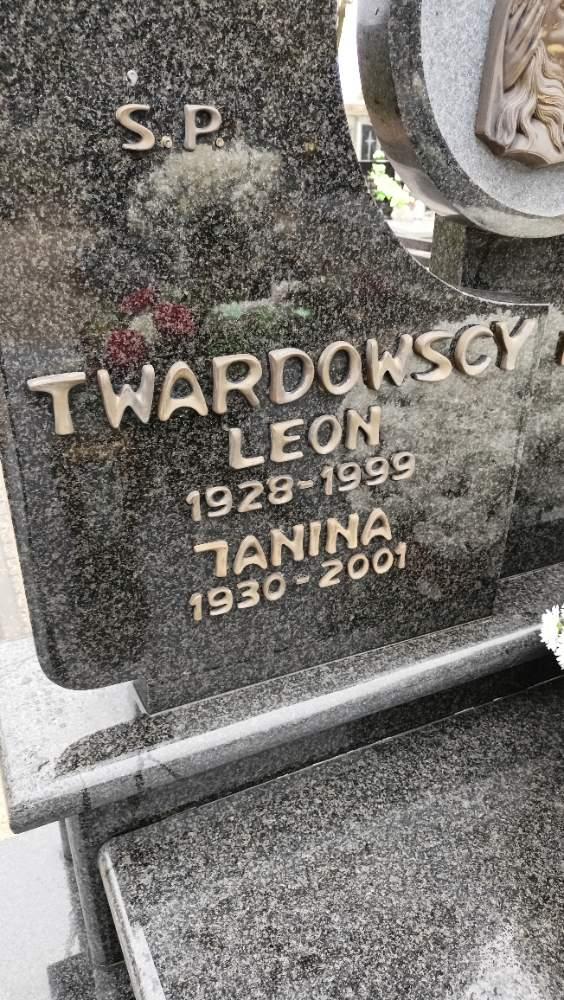 Ś.P.
TWARDOWSCY
LEON
1928-1999
JANINA
1930-2001